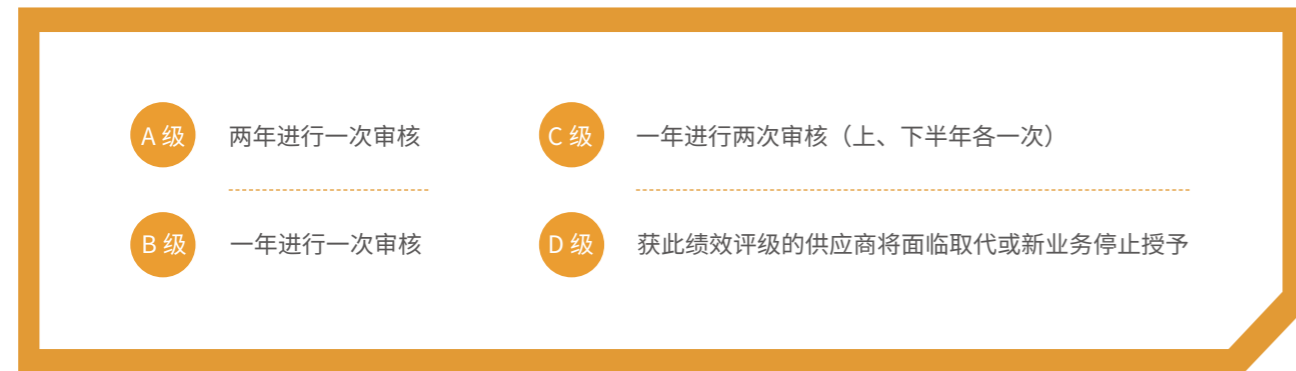 A 级 两年进行一次审核
B 级 一年进行一次审核
C 级 一年进行两次审核（上、下半年各一次）
D 级 获此绩效评级的供应商将面临取代或新业务停止授予